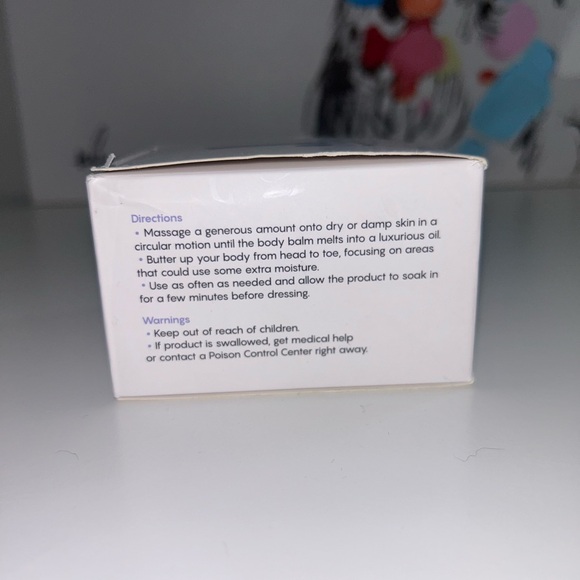 Directions
• Massage a generous amount onto dry or damp skin in a
circular motion until the body balm melts into a luxurious oil.
• Butter up your body from head to toe, focusing on areas
that could use some extra moisture.
• Use as often as needed and allow the product to soak in
for a few minutes before dressing.
Warnings
• Keep out of reach of children.
• If product is swallowed, get medical help
or contact a Poison Control Center right away.